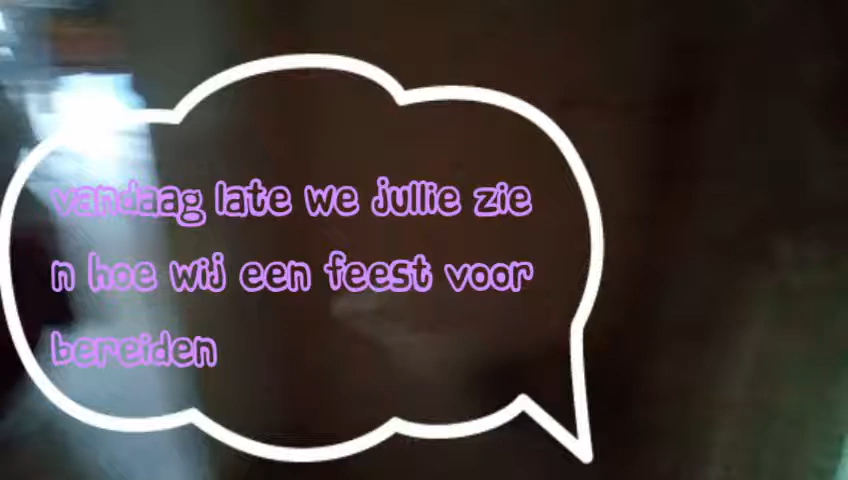 vandaag late we jullie zie
n hoe wij een feest voor
bereiden